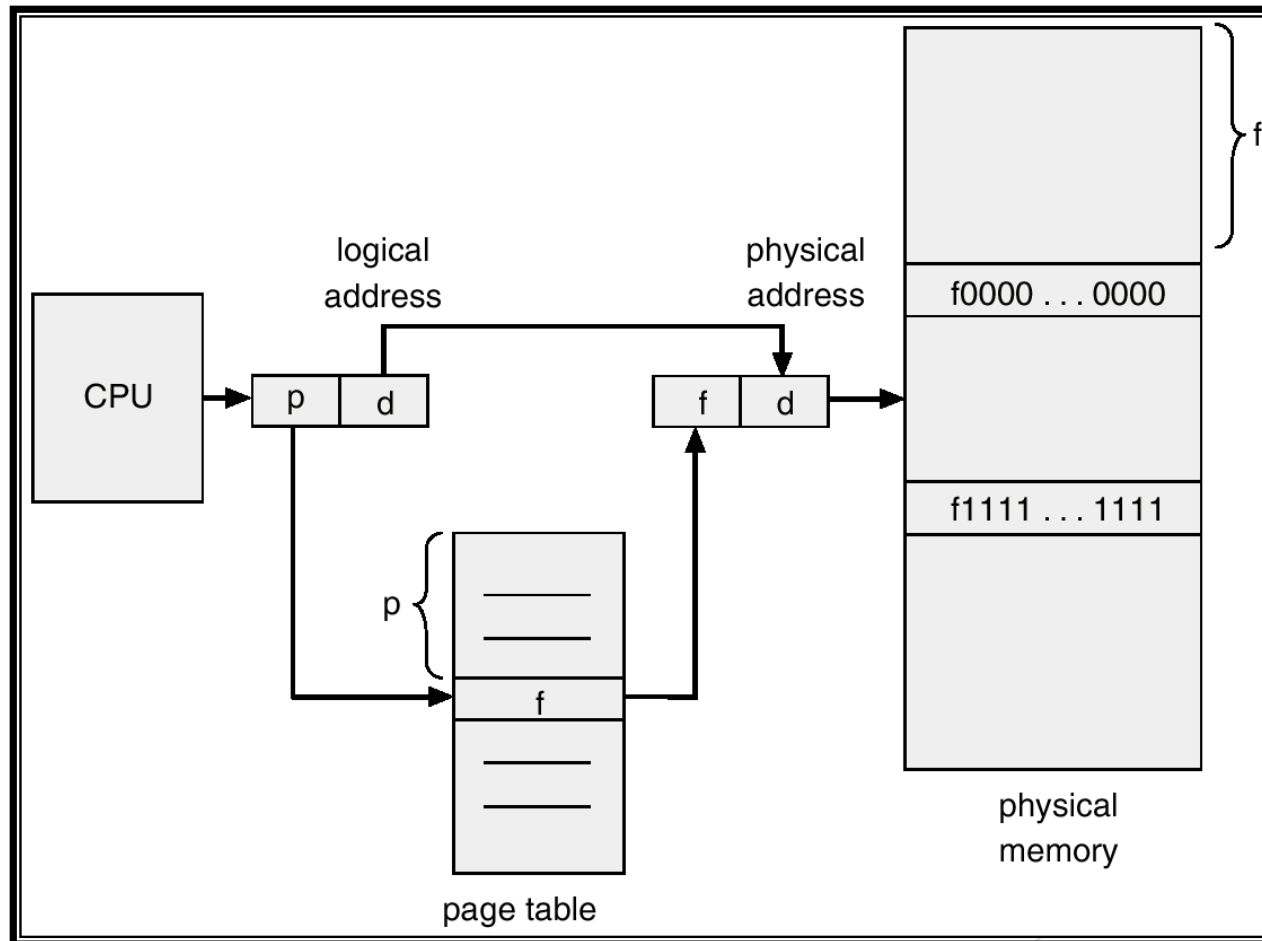 f
logical
address
physical
address
f0000 . . . 0000
CPU
p
d
f
d
f1111 . . . 1111
p
f
physical
memory
page table